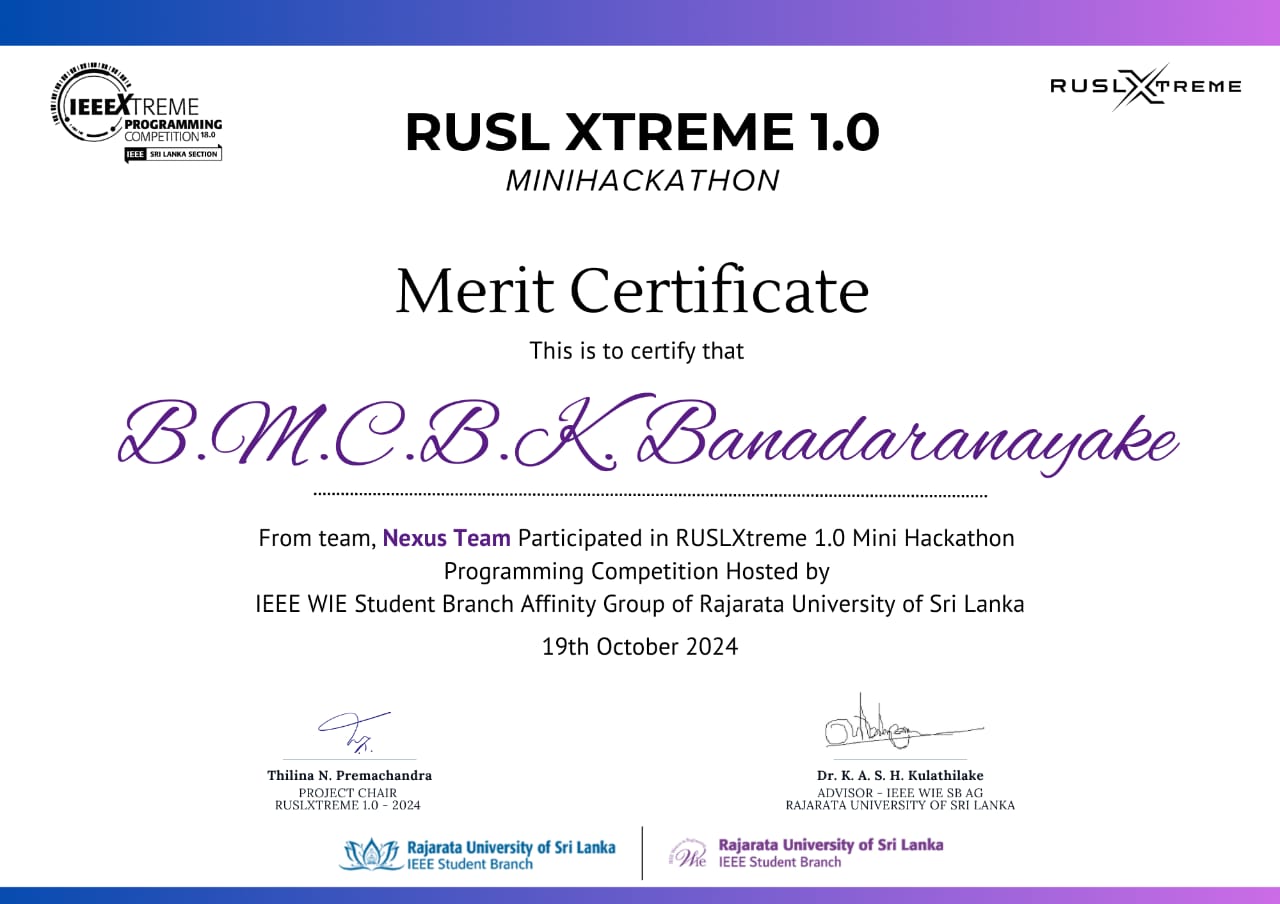 IEEEXTREME
PROGRAMMING
COMPETITION 18.0
IEEE SRI LANKA SECTION
RUSLXTREME
RUSL XTREME 1.0
MINIHACKATHON
Merit Certificate
This is to certify that
B.M.C.B.K. Banadaranayake
From team, Nexus Team Participated in RUSLXtreme 1.0 Mini Hackathon
Programming Competition Hosted by
IEEE WIE Student Branch Affinity Group of Rajarata University of Sri Lanka
19th October 2024
Thilina N. Premachandra
PROJECT CHAIR
RUSLXTREME 1.0 - 2024
Dr. K. A. S. H. Kulathilake
ADVISOR - IEEE WIE SB AG
RAJARATA UNIVERSITY OF SRI LANKA
Rajarata University of Sri Lanka
IEEE Student Branch
Wie
Rajarata University of Sri Lanka
IEEE Student Branch